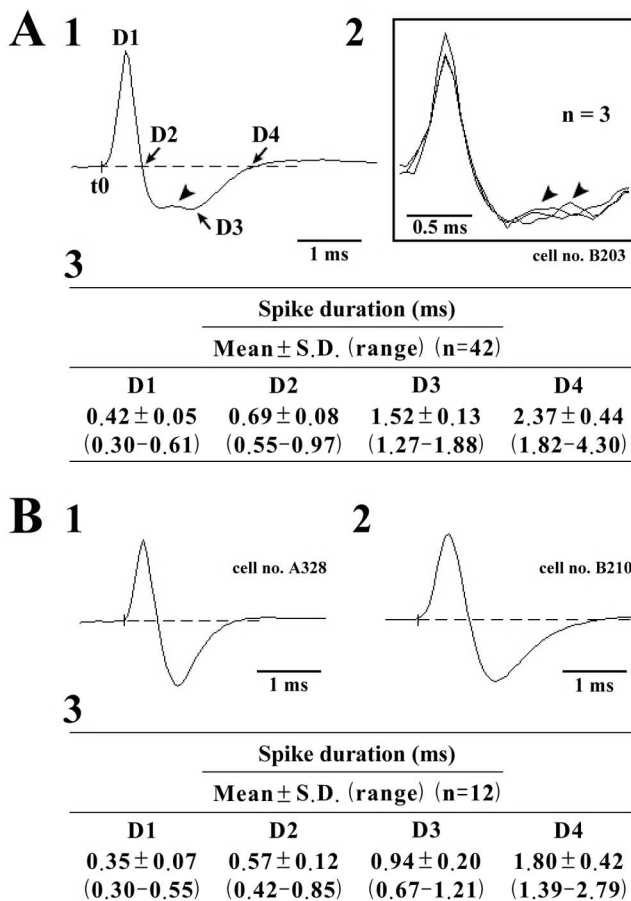 A 1
D1
D2
D4
t0
D3
1 ms
2
n = 3
0.5 ms
cell no. B203
3
Spike duration (ms)
Mean ± S.D. (range) (n=42)
D1 D2 D3 D4
0.42 ± 0.05 0.69 ± 0.08 1.52 ± 0.13 2.37 ± 0.44
(0.30-0.61) (0.55-0.97) (1.27-1.88) (1.82-4.30)
B 1
cell no. A328
1 ms
2
cell no. B210
1 ms
3
Spike duration (ms)
Mean ± S.D. (range) (n=12)
D1 D2 D3 D4
0.35 ± 0.07 0.57 ± 0.12 0.94 ± 0.20 1.80 ± 0.42
(0.30-0.55) (0.42-0.85) (0.67-1.21) (1.39-2.79)